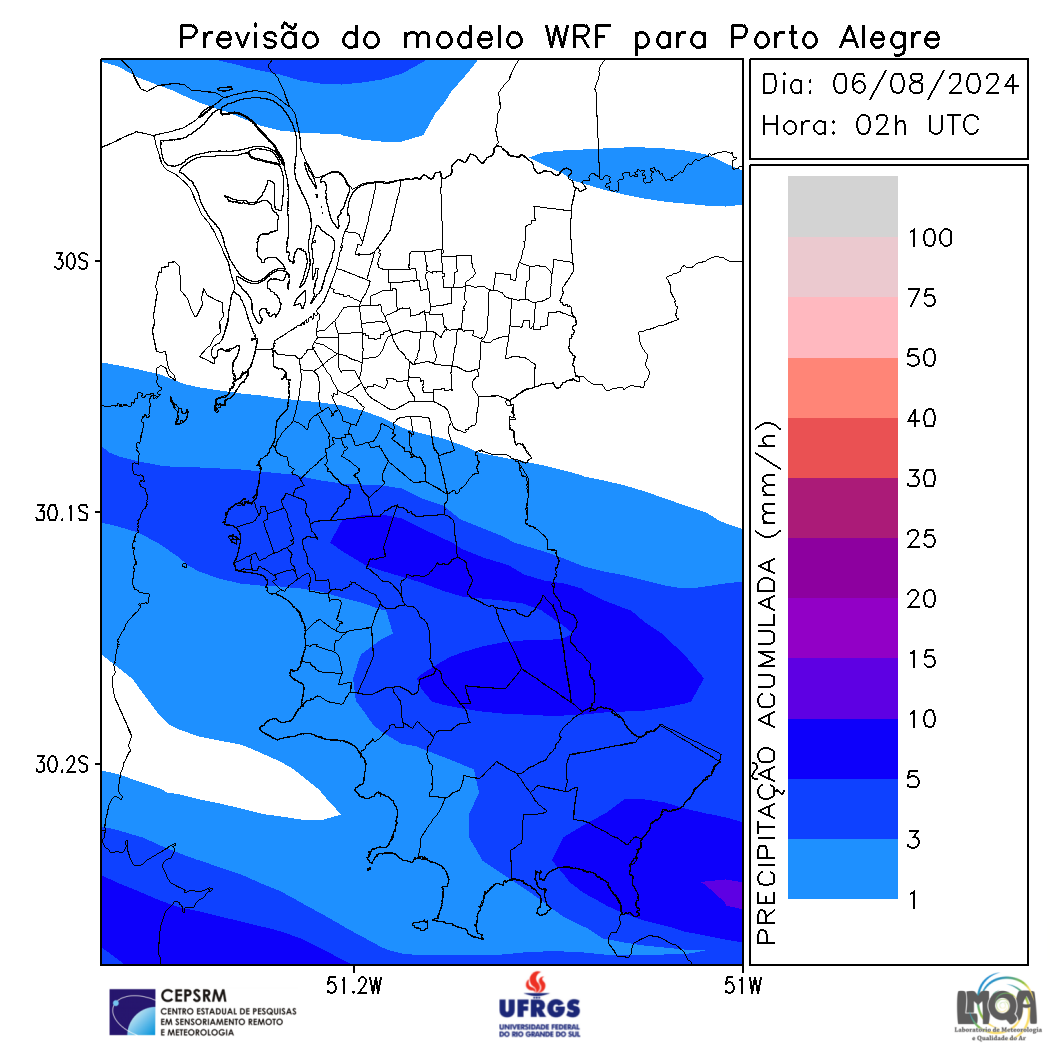 Previsão do modelo WRF para Porto Alegre
Dia: 06/08/2024
Hora: 02h UTC
100
75
50
40
30
25
20
15
10
5
3
1
PRECIPITAÇÃO ACUMULADA (mm/h)
30S
30.1S
30.2S
51.2W
51W
CEPSRM
CENTRO ESTADUAL DE PESQUISAS
EM SENSORIAMENTO REMOTO
E METEOROLOGIA
UFRGS
UNIVERSIDADE FEDERAL
DO RIO GRANDE DO SUL
LMQA
Laboratório de Meteorologia
e Qualidade do Ar